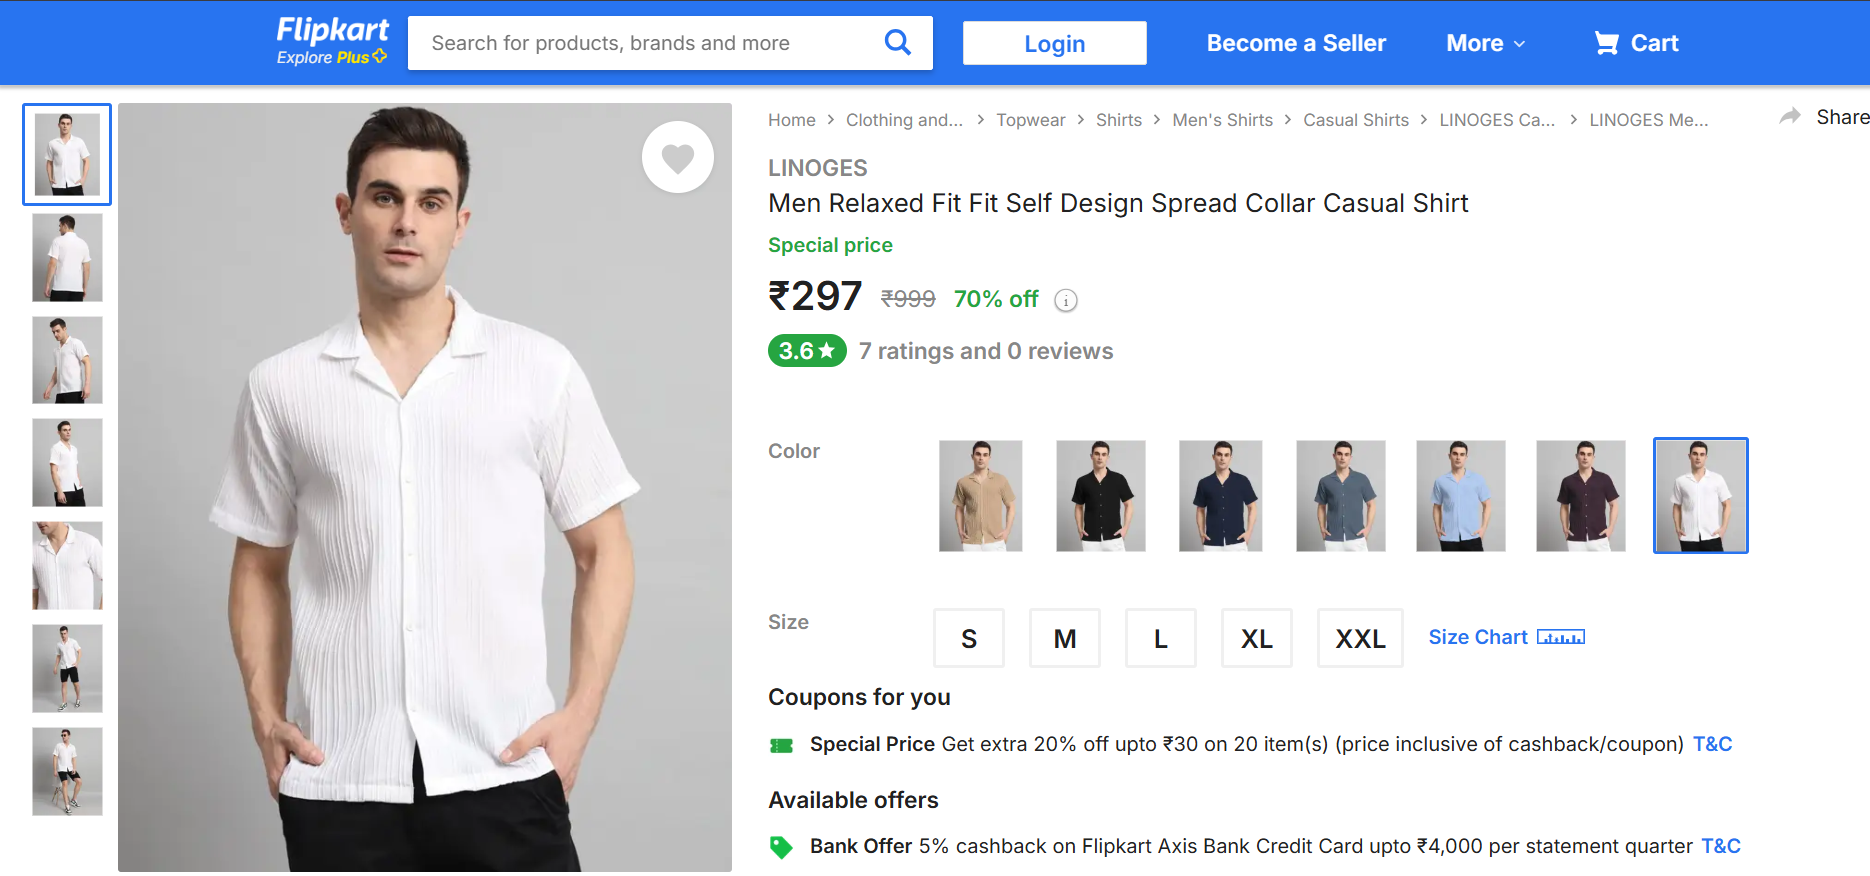 Flipkart
Explore Plus
Search for products, brands and more
Login
Become a Seller
More
Cart
Home > Clothing and... > Topwear > Shirts > Men's Shirts > Casual Shirts > LINOGES Ca... > LINOGES Me...
Share
LINOGES
Men Relaxed Fit Fit Self Design Spread Collar Casual Shirt
Special price
₹297 ₹999 70% off i
3.6★ 7 ratings and 0 reviews
Color
Size
S M L XL XXL Size Chart
Coupons for you
Special Price Get extra 20% off upto ₹30 on 20 item(s) (price inclusive of cashback/coupon) T&C
Available offers
Bank Offer 5% cashback on Flipkart Axis Bank Credit Card upto ₹4,000 per statement quarter T&C